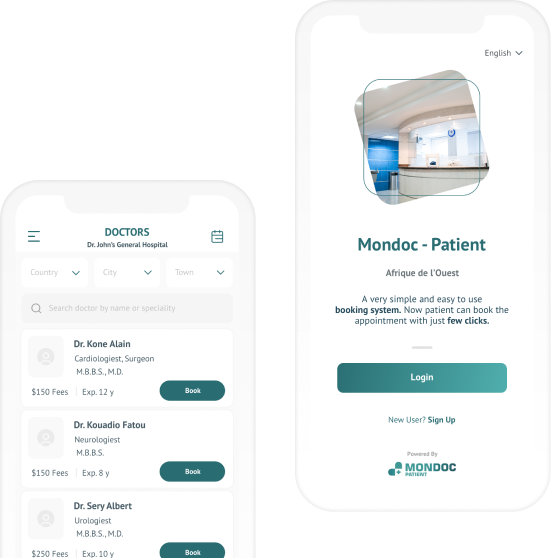 English
Mondoc - Patient
Afrique de l'Ouest
A very simple and easy to use
booking system. Now patient can book the
appointment with just few clicks.
Login
New User? Sign Up
Powered By
MONDOC
PATIENT
DOCTORS
Dr. John's General Hospital
Country City Town
Search doctor by name or speciality
Dr. Kone Alain
Cardiologiest, Surgeon
M.B.B.S., M.D.
$150 Fees Exp. 12 y Book
Dr. Kouadio Fatou
Neurologiest
M.B.B.S.
$150 Fees Exp. 8 y Book
Dr. Sery Albert
Urologiest
M.B.B.S., M.D.
$250 Fees Exp. 10 y Book